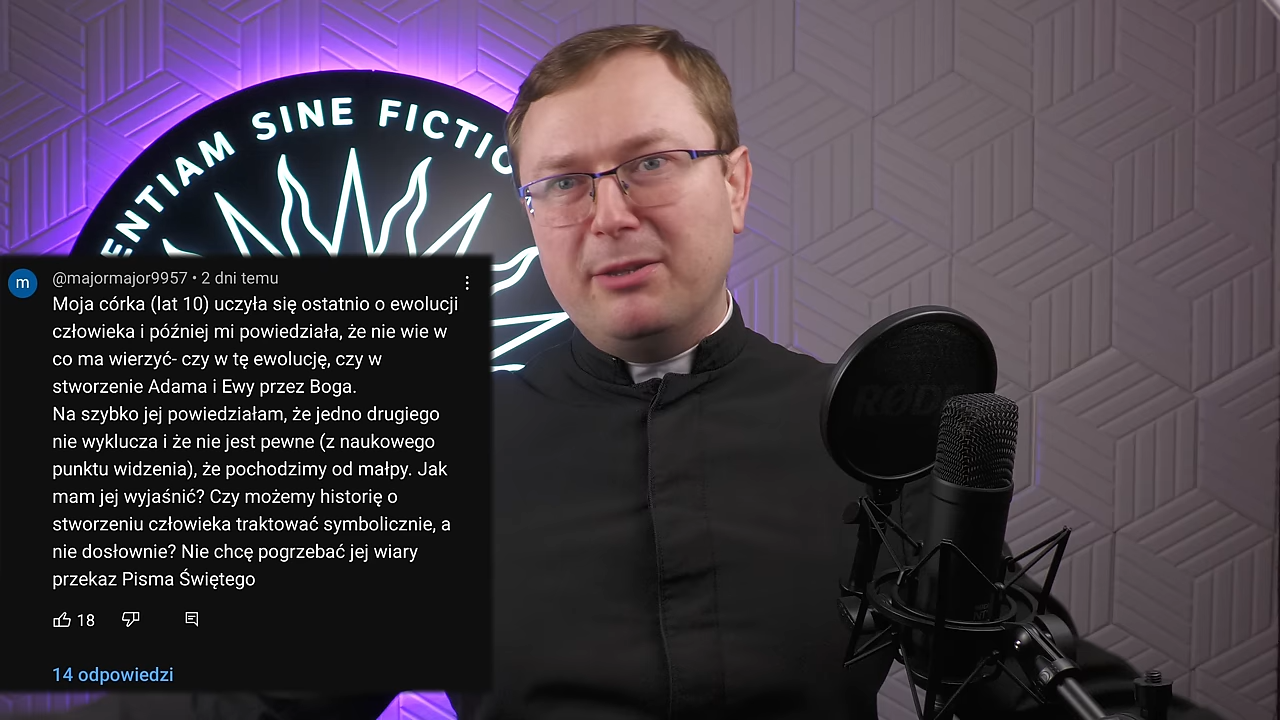 ENTIAM SINE FICTIO
m
@majormajor9957 • 2 dni temu
Moja córka (lat 10) uczyła się ostatnio o ewolucji
człowieka i później mi powiedziała, że nie wie w
co ma wierzyć- czy w tę ewolucję, czy w
stworzenie Adama i Ewy przez Boga.
Na szybko jej powiedziałam, że jedno drugiego
nie wyklucza i że nie jest pewne (z naukowego
punktu widzenia), że pochodzimy od małpy. Jak
mam jej wyjaśnić? Czy możemy historię o
stworzeniu człowieka traktować symbolicznie, a
nie dosłownie? Nie chcę pogrzebać jej wiary
przekaz Pisma Świętego
18
14 odpowiedzi
RØDE